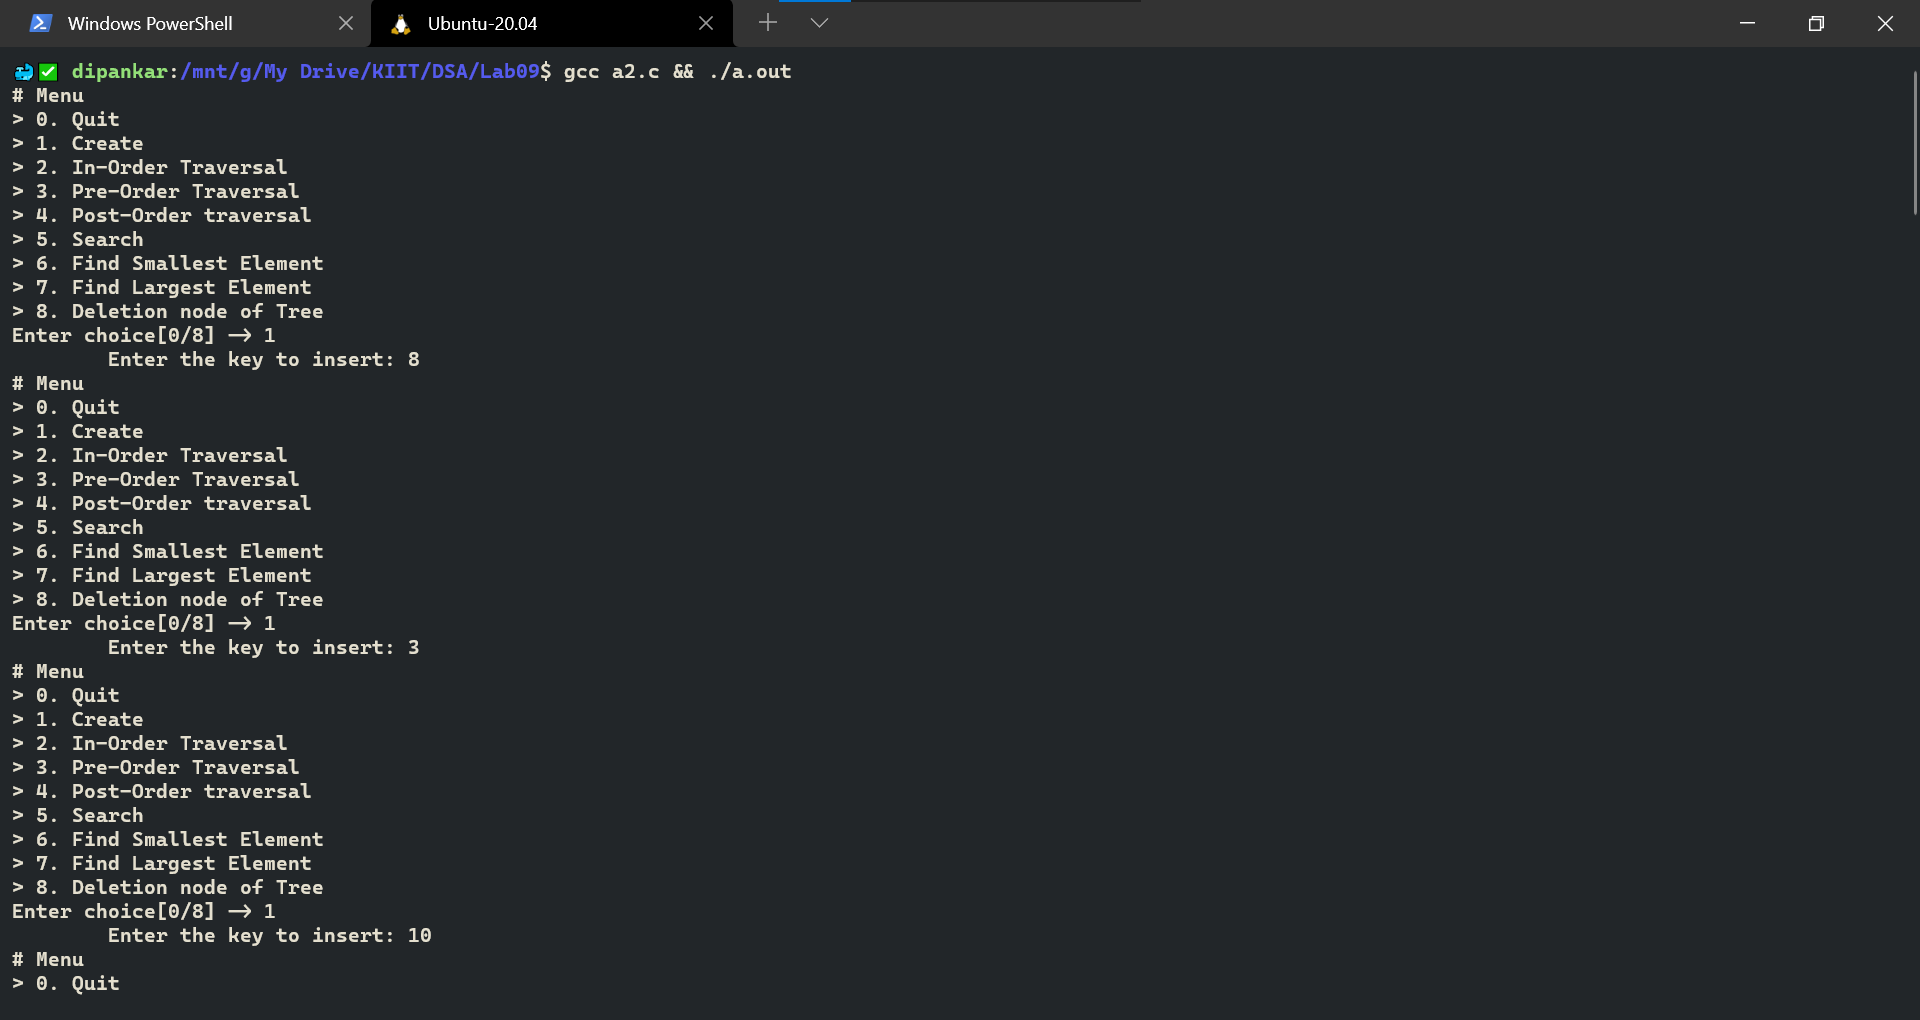 Windows PowerShell
Ubuntu-20.04
dipankar:/mnt/g/My Drive/KIIT/DSA/Lab09$ gcc a2.c && ./a.out
# Menu
> 0. Quit
> 1. Create
> 2. In-Order Traversal
> 3. Pre-Order Traversal
> 4. Post-Order traversal
> 5. Search
> 6. Find Smallest Element
> 7. Find Largest Element
> 8. Deletion node of Tree
Enter choice[0/8] --> 1
        Enter the key to insert: 8
# Menu
> 0. Quit
> 1. Create
> 2. In-Order Traversal
> 3. Pre-Order Traversal
> 4. Post-Order traversal
> 5. Search
> 6. Find Smallest Element
> 7. Find Largest Element
> 8. Deletion node of Tree
Enter choice[0/8] --> 1
        Enter the key to insert: 3
# Menu
> 0. Quit
> 1. Create
> 2. In-Order Traversal
> 3. Pre-Order Traversal
> 4. Post-Order traversal
> 5. Search
> 6. Find Smallest Element
> 7. Find Largest Element
> 8. Deletion node of Tree
Enter choice[0/8] --> 1
        Enter the key to insert: 10
# Menu
> 0. Quit